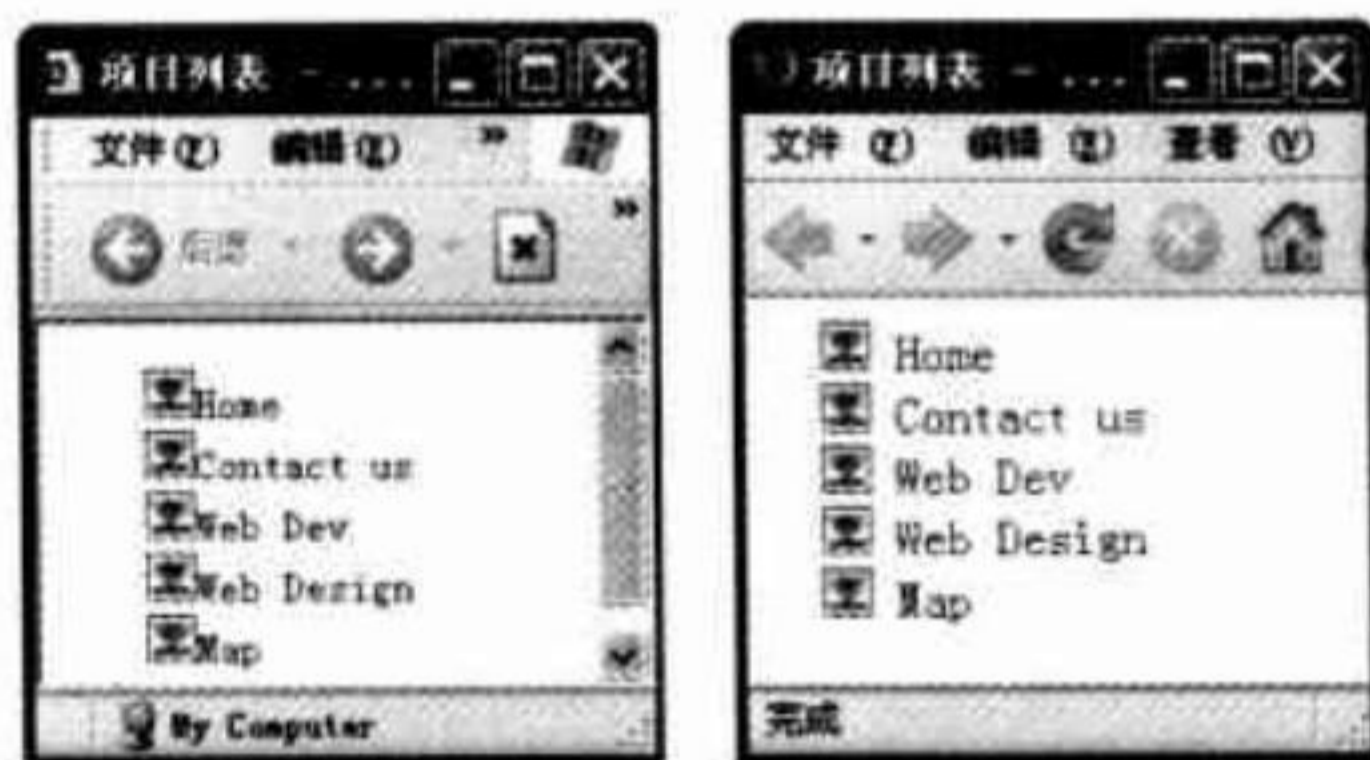 项目列表 - ...
文件(F) 编辑(E) »
后退
»
Home
Contact us
Web Dev
Web Design
Map
My Computer
项目列表 - ...
文件 (F) 编辑 (E) 查看 (V)
Home
Contact us
Web Dev
Web Design
Map
完成